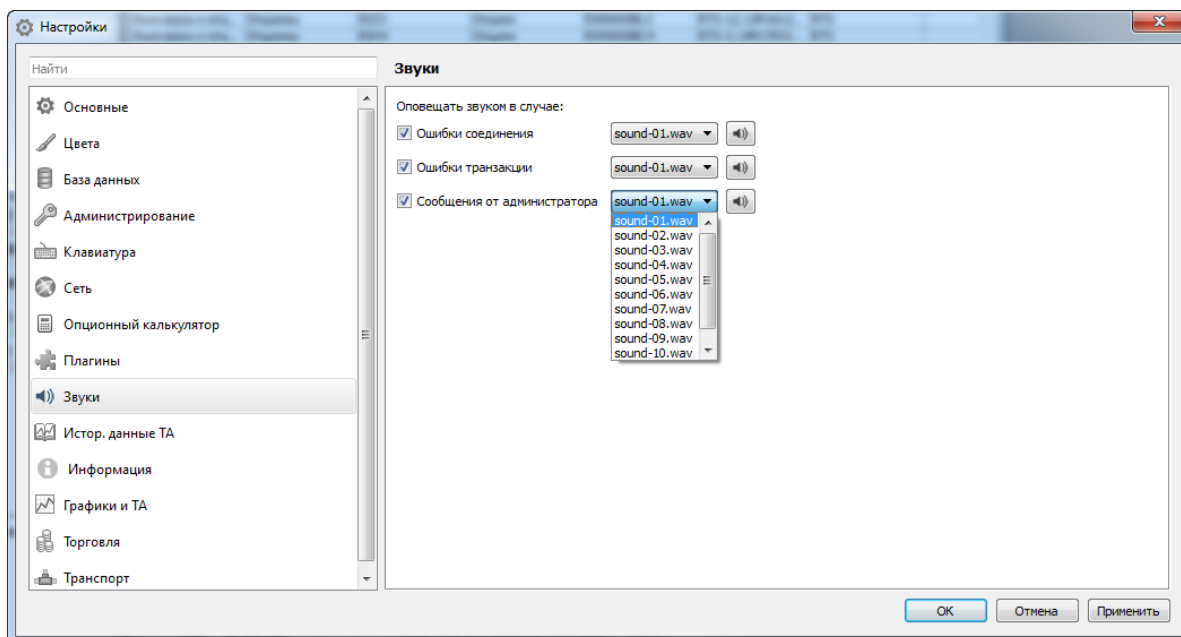 Настройки
Найти
Основные
Цвета
База данных
Администрирование
Клавиатура
Сеть
Опционный калькулятор
Плагины
Звуки
Истор. данные ТА
Информация
Графики и ТА
Торговля
Транспорт
Звуки
Оповещать звуком в случае:
Ошибки соединения sound-01.wav
Ошибки транзакции sound-01.wav
Сообщения от администратора sound-01.wav
sound-01.wav
sound-02.wav
sound-03.wav
sound-04.wav
sound-05.wav
sound-06.wav
sound-07.wav
sound-08.wav
sound-09.wav
sound-10.wav
OK Отмена Применить